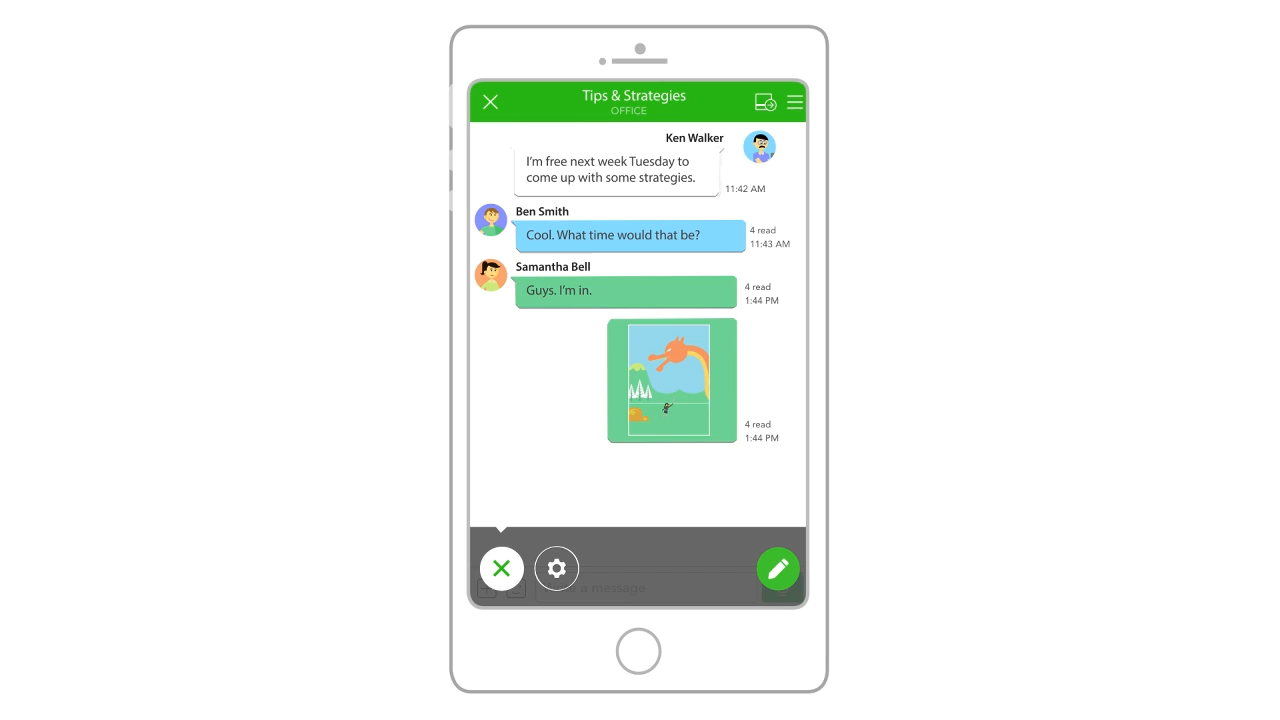 Tips & Strategies
OFFICE
Ken Walker
I'm free next week Tuesday to
come up with some strategies.
11:42 AM
Ben Smith
Cool. What time would that be?
4 read
11:43 AM
Samantha Bell
Guys. I'm in.
4 read
1:44 PM
4 read
1:44 PM
a message